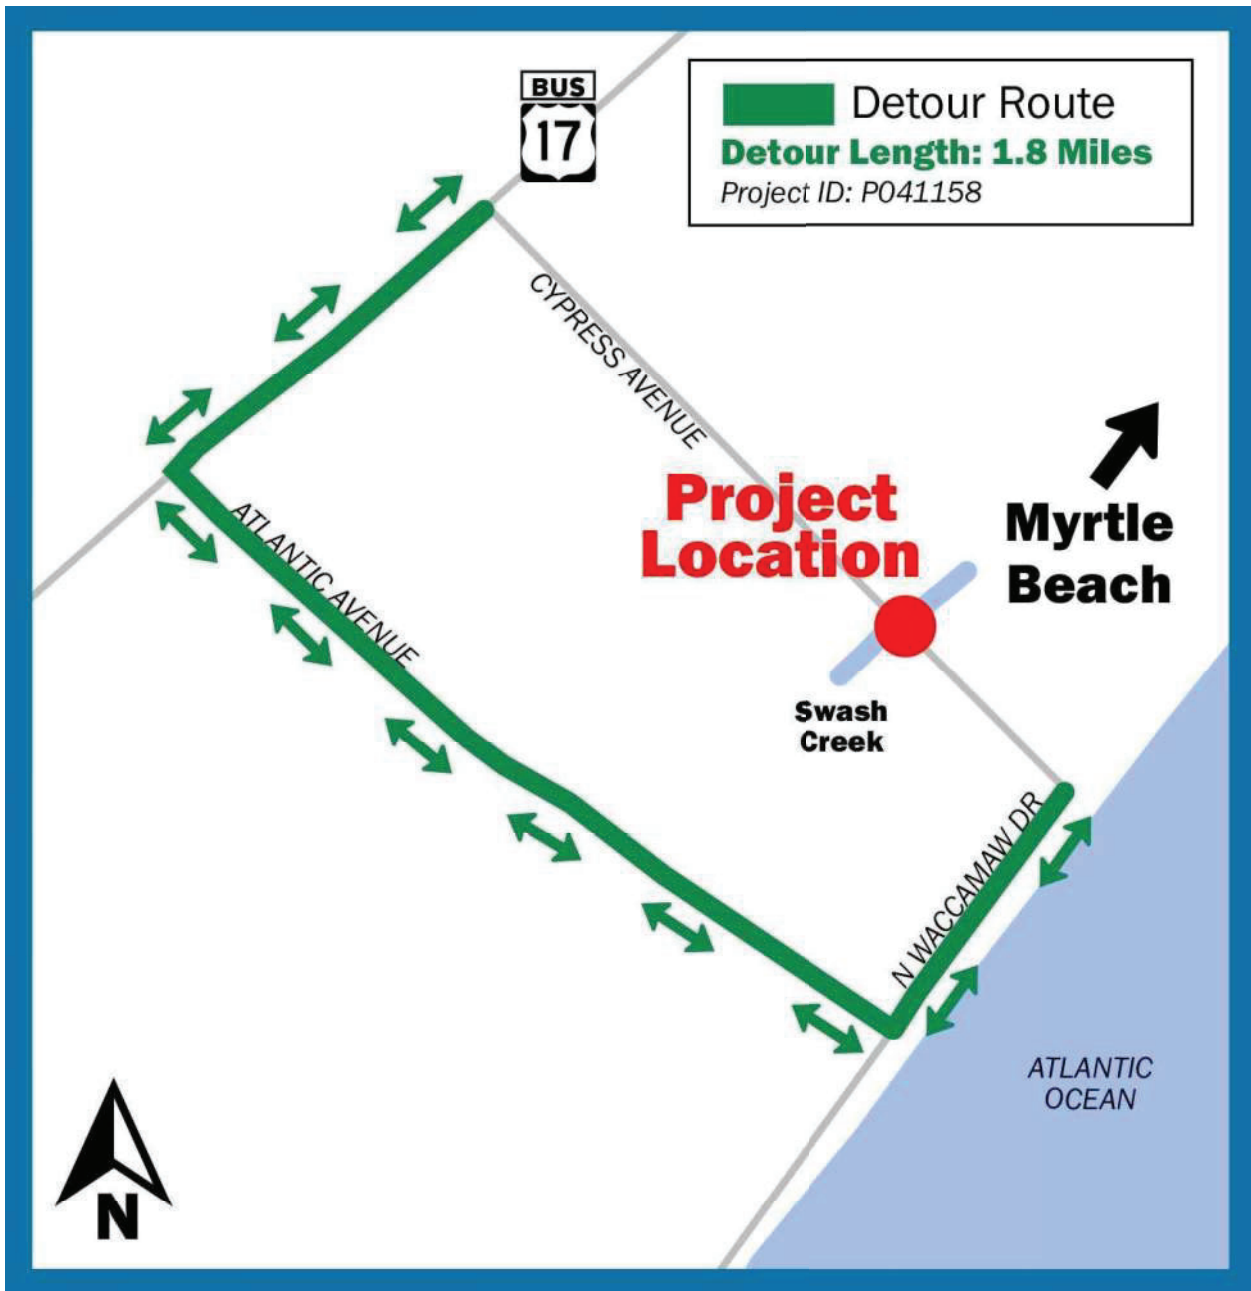 BUS
17
Detour Route
Detour Length: 1.8 Miles
Project ID: P041158
CYPRESS AVENUE
Project
Location
Myrtle
Beach
ATLANTIC AVENUE
Swash
Creek
N WACCAMAW DR
ATLANTIC
OCEAN
N